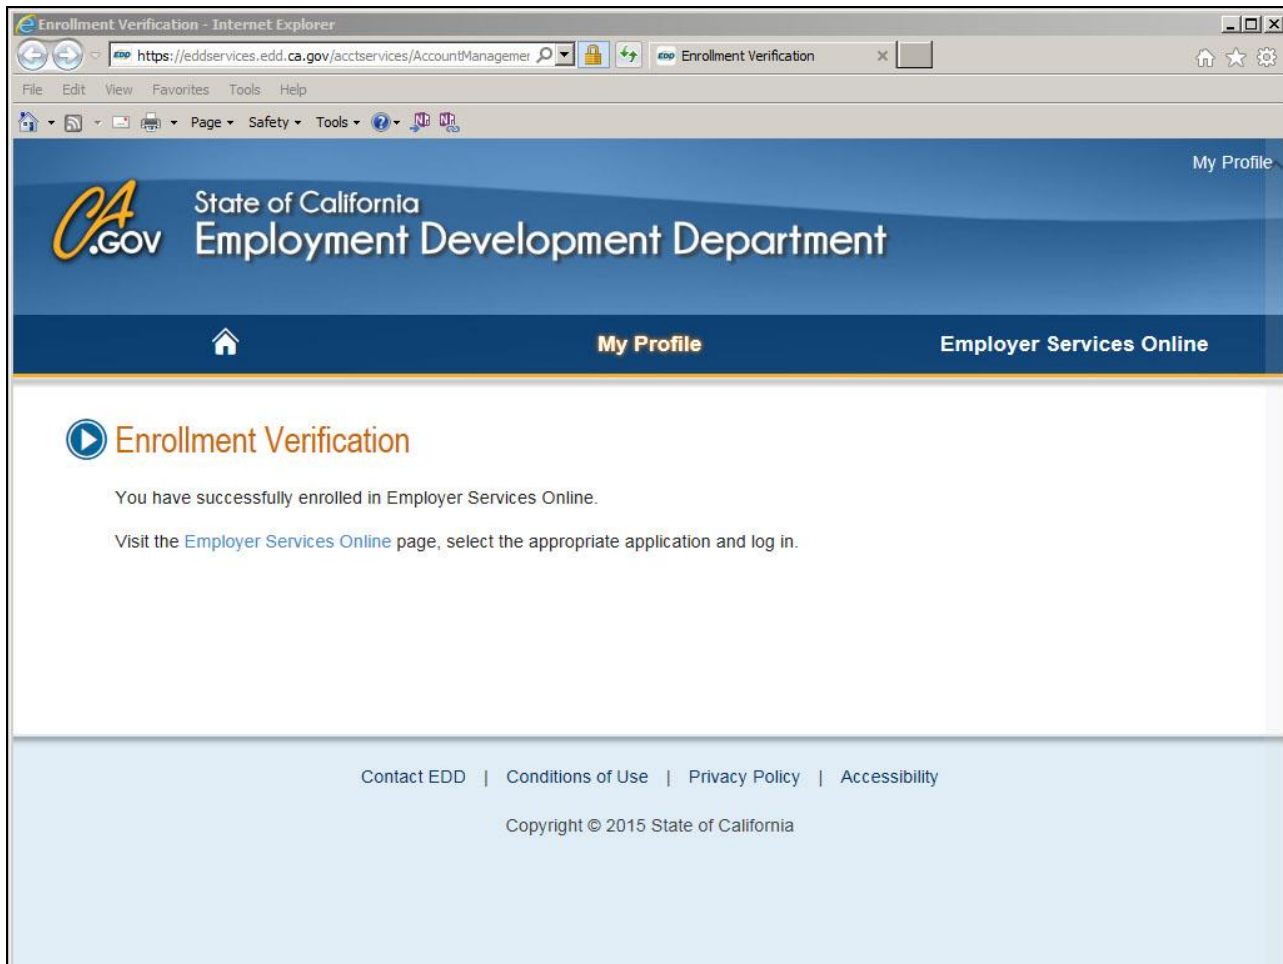 Enrollment Verification - Internet Explorer
https://eddservices.edd.ca.gov/acctservices/AccountManagemer
EDD Enrollment Verification
File Edit View Favorites Tools Help
Page Safety Tools
My Profile
CA.GOV
State of California
Employment Development Department
My Profile
Employer Services Online
Enrollment Verification
You have successfully enrolled in Employer Services Online.
Visit the Employer Services Online page, select the appropriate application and log in.
Contact EDD | Conditions of Use | Privacy Policy | Accessibility
Copyright © 2015 State of California